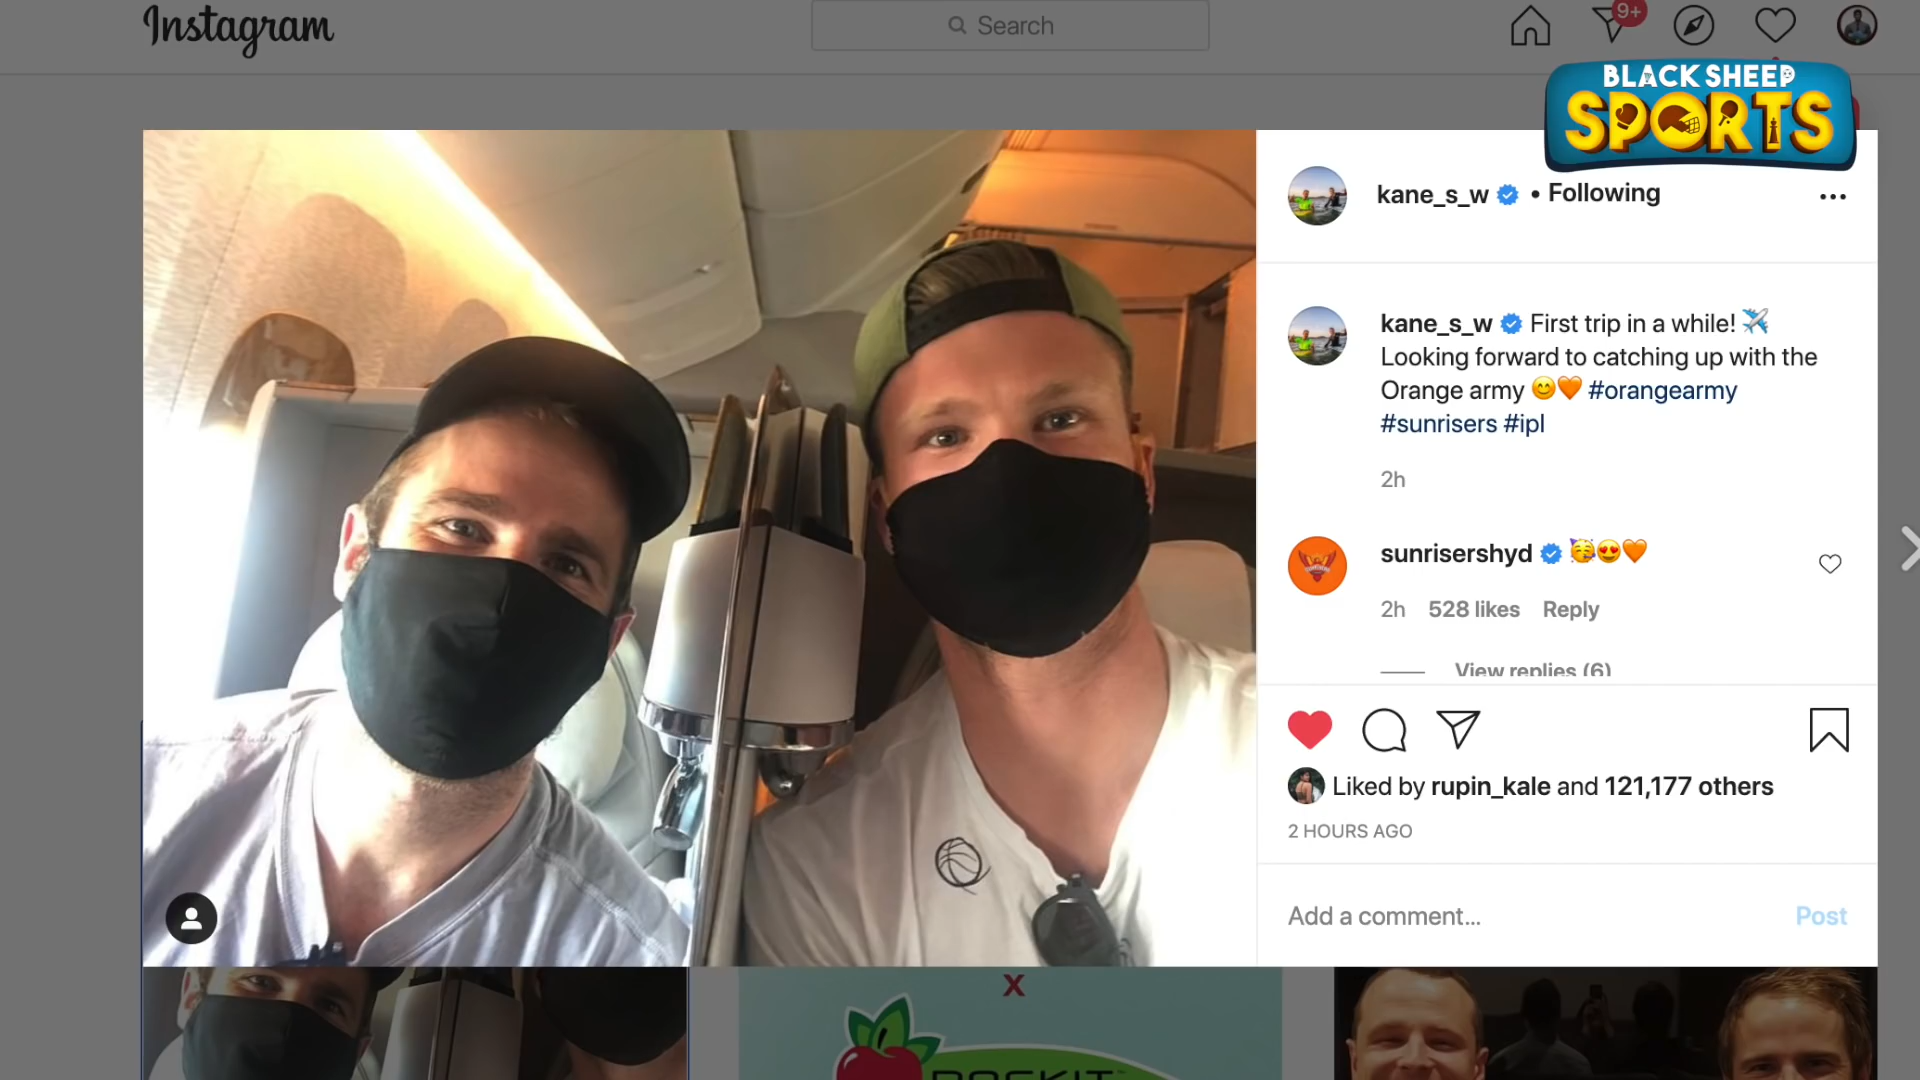 Instagram
Search
9+
BLACK SHEEP
SPORTS
kane_s_w • Following
kane_s_w First trip in a while! ✈️
Looking forward to catching up with the
Orange army 😊🧡 #orangearmy
#sunrisers #ipl
2h
sunrisershyd 🥳😍🧡
2h 528 likes Reply
View replies (6)
Liked by rupin_kale and 121,177 others
2 HOURS AGO
Add a comment... Post
X
ROCKIT